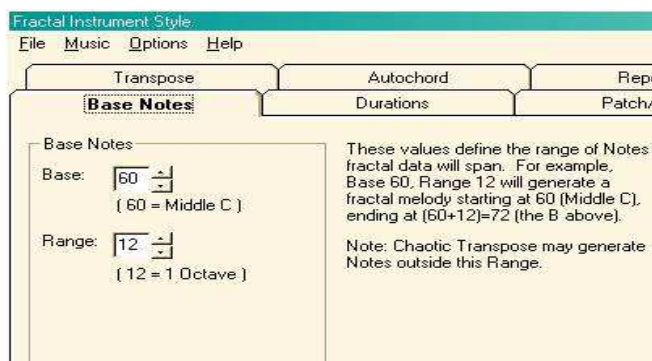 Fractal Instrument Style
File Music Options Help
Transpose Autochord
Base Notes Durations
Base Notes
Base: 60
( 60 = Middle C )
Range: 12
( 12 = 1 Octave )
These values define the range of Notes
fractal data will span. For example,
Base 60, Range 12 will generate a
fractal melody starting at 60 (Middle C),
ending at (60+12)=72 (the B above).
Note: Chaotic Transpose may generate
Notes outside this Range.